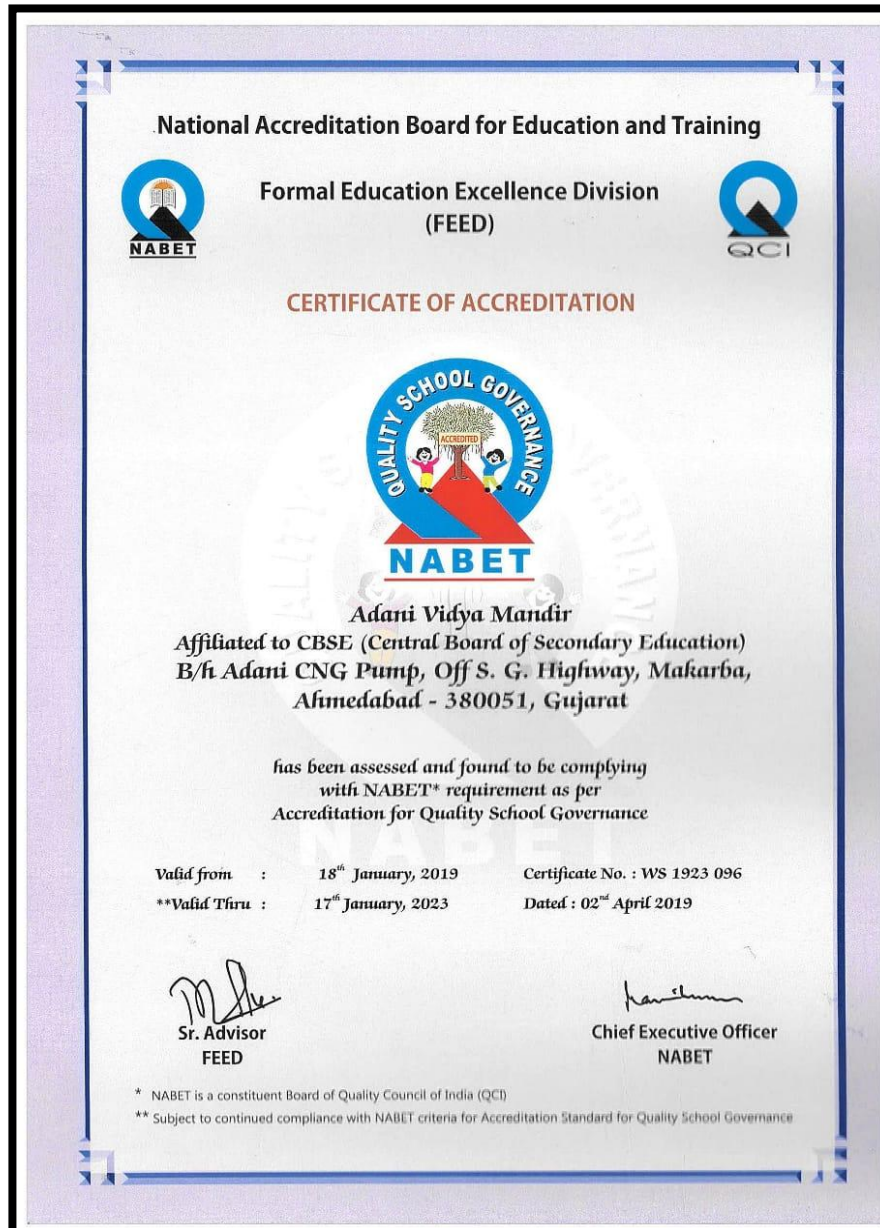 National Accreditation Board for Education and Training
NABET
Formal Education Excellence Division
(FEED)
QCI
CERTIFICATE OF ACCREDITATION
QUALITY SCHOOL GOVERNANCE
ACCREDITED
NABET
Adani Vidya Mandir
Affiliated to CBSE (Central Board of Secondary Education)
B/h Adani CNG Pump, Off S. G. Highway, Makarba,
Ahmedabad - 380051, Gujarat
has been assessed and found to be complying
with NABET* requirement as per
Accreditation for Quality School Governance
NABET
Valid from : 18th January, 2019 Certificate No. : WS 1923 096
**Valid Thru : 17th January, 2023 Dated : 02nd April 2019
Sr. Advisor
FEED
Chief Executive Officer
NABET
* NABET is a constituent Board of Quality Council of India (QCI)
** Subject to continued compliance with NABET criteria for Accreditation Standard for Quality School Governance